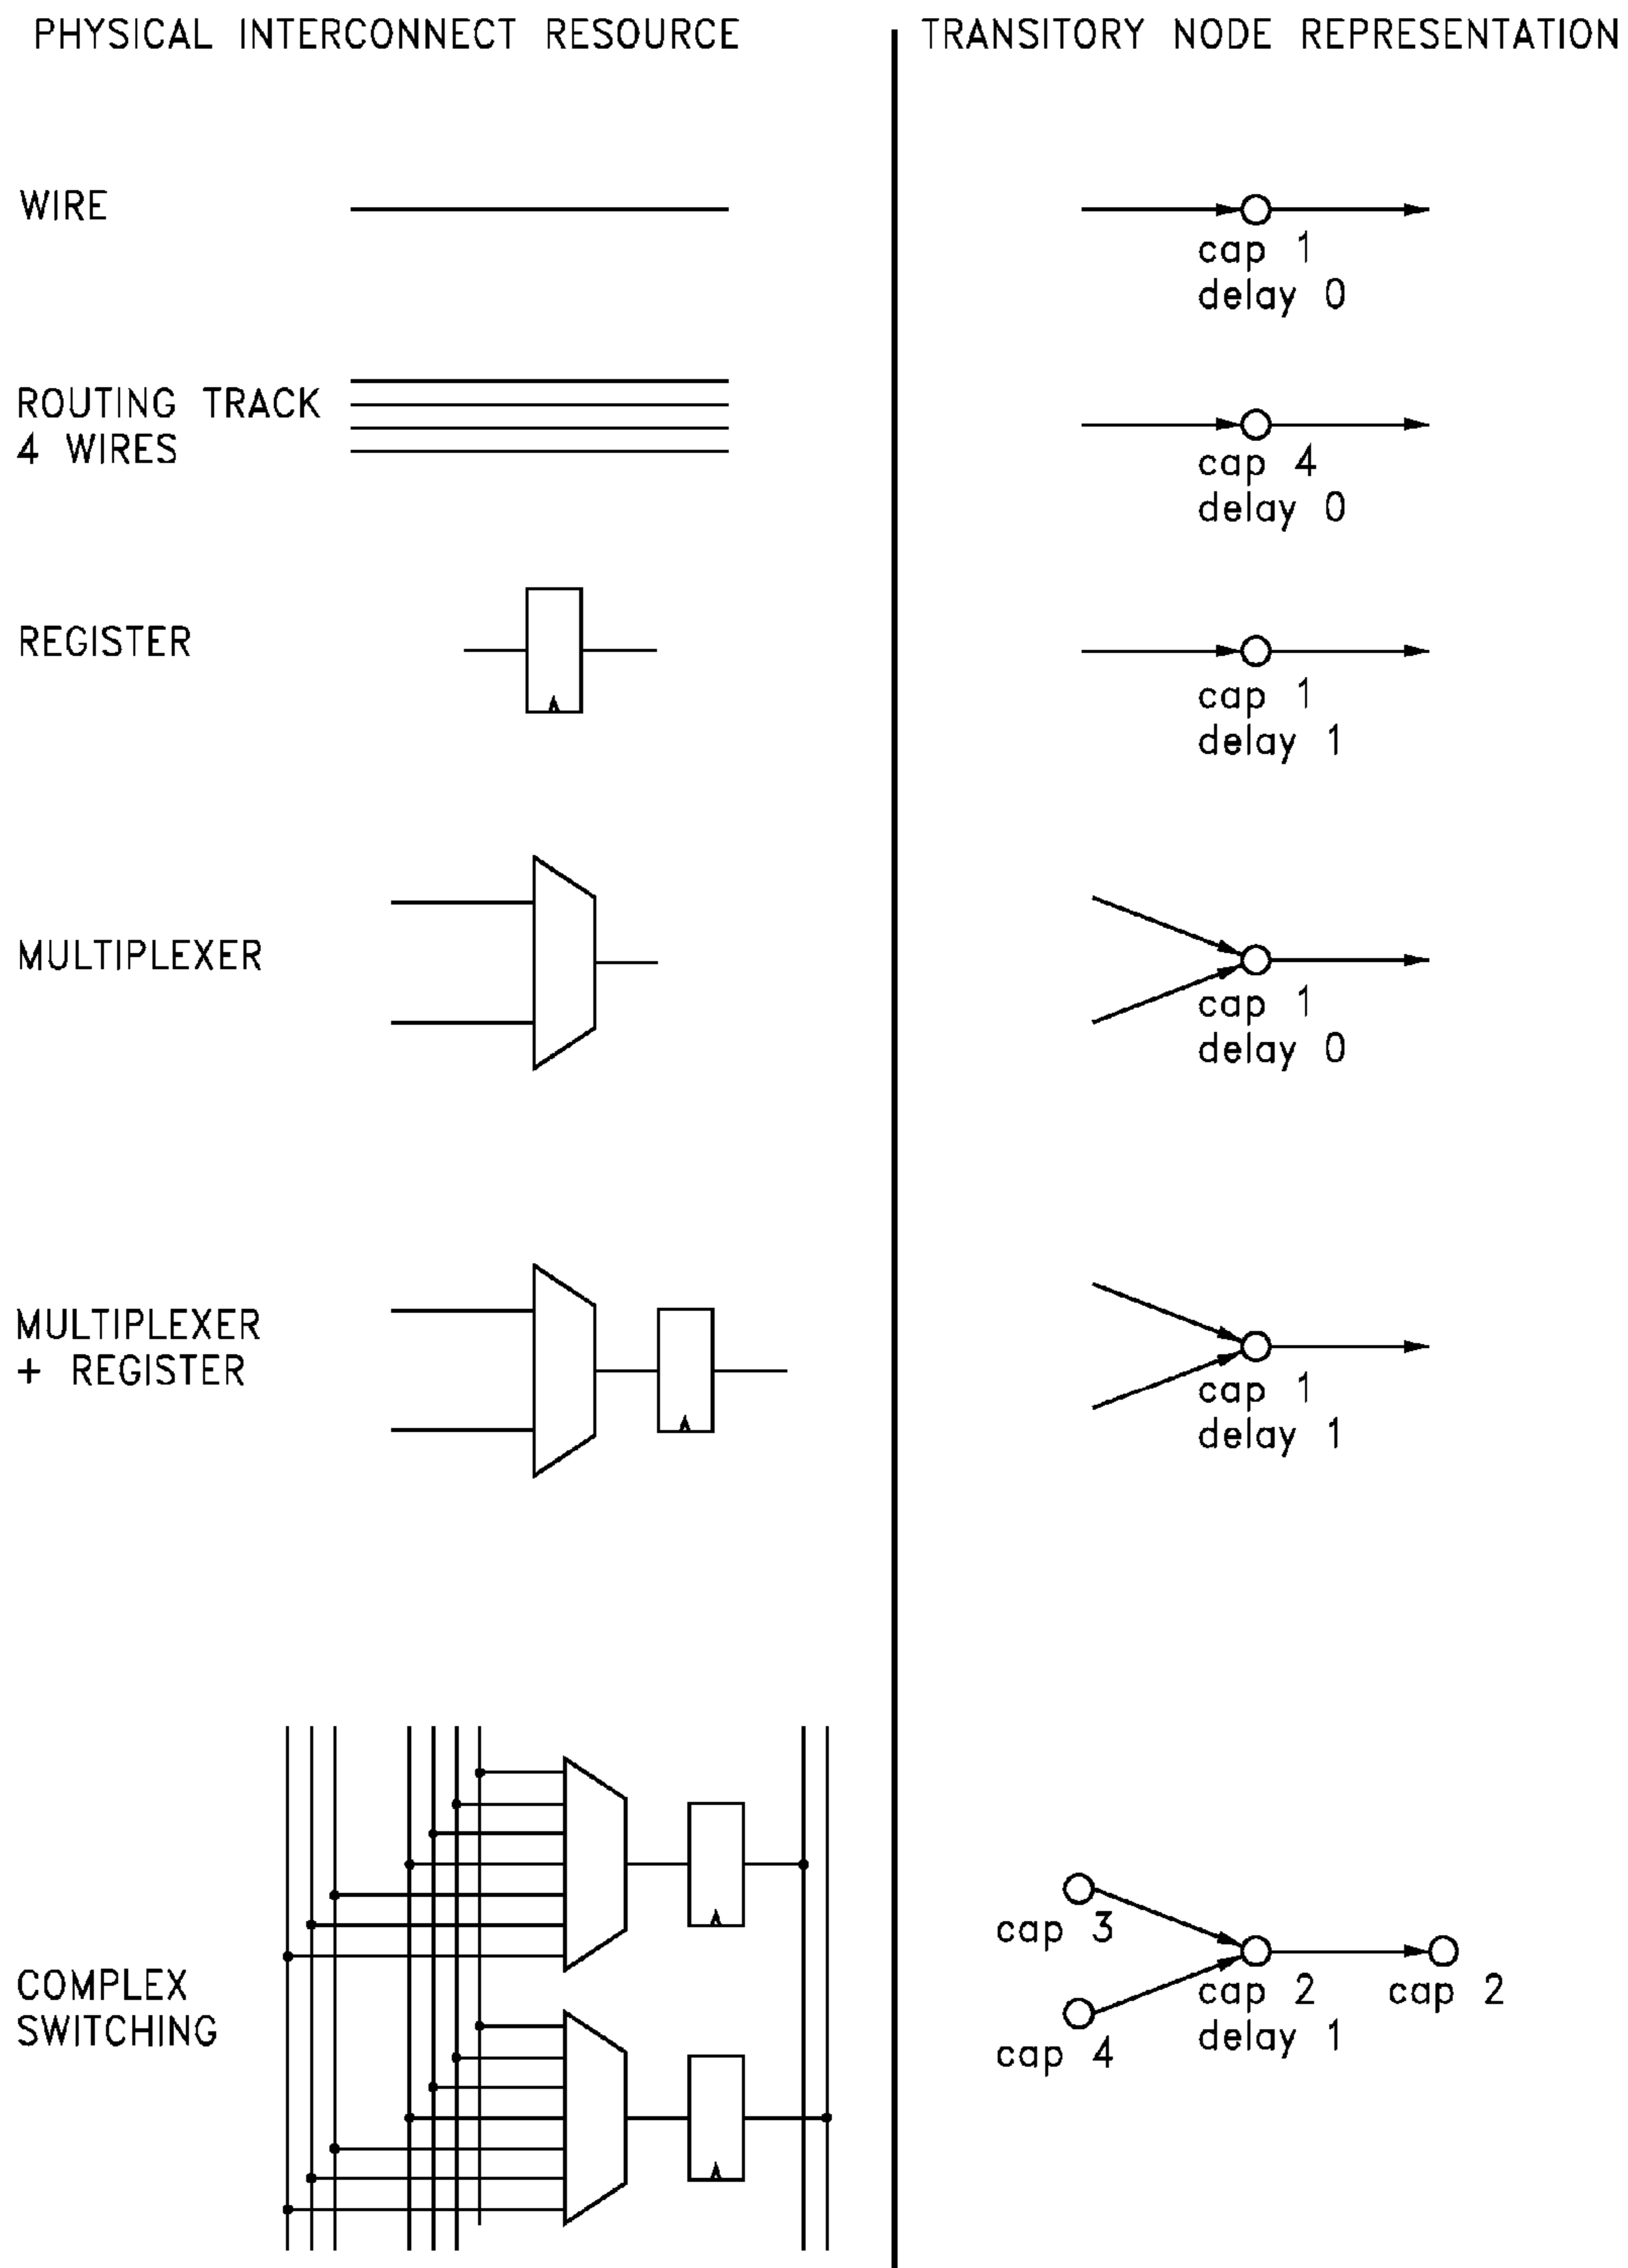 PHYSICAL INTERCONNECT RESOURCE
TRANSITORY NODE REPRESENTATION
WIRE
cap 1
delay 0
ROUTING TRACK
4 WIRES
cap 4
delay 0
REGISTER
cap 1
delay 1
MULTIPLEXER
cap 1
delay 0
MULTIPLEXER
+ REGISTER
cap 1
delay 1
COMPLEX
SWITCHING
cap 3
cap 4
cap 2
delay 1
cap 2